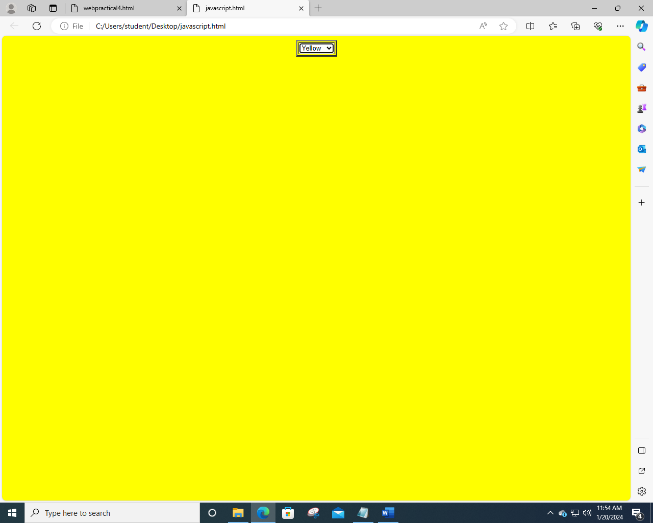 webpractical4.html
javascript.html
File
C:/Users/student/Desktop/javascript.html
Yellow
Type here to search
11:54 AM
1/20/2024